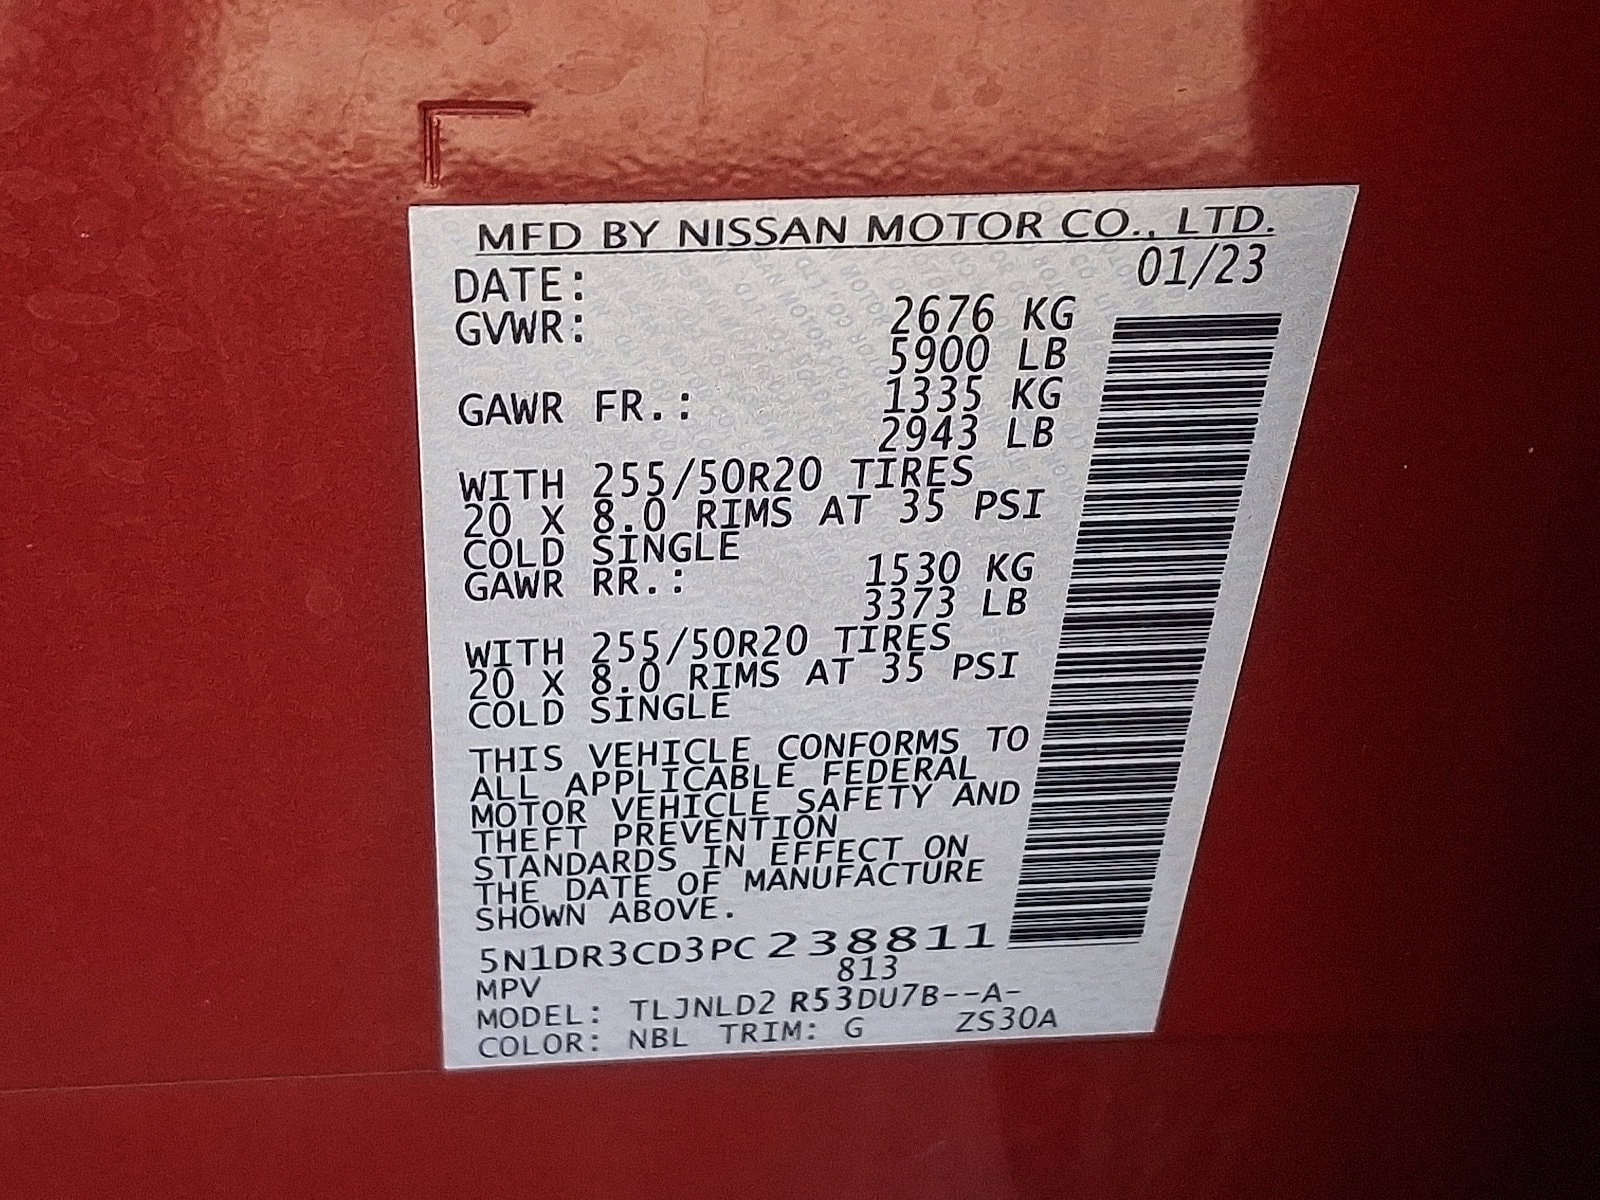 MFD BY NISSAN MOTOR CO., LTD.
DATE: 01/23
GVWR: 2676 KG
5900 LB
GAWR FR.: 1335 KG
2943 LB
WITH 255/50R20 TIRES
20 X 8.0 RIMS AT 35 PSI
COLD SINGLE
GAWR RR.: 1530 KG
3373 LB
WITH 255/50R20 TIRES
20 X 8.0 RIMS AT 35 PSI
COLD SINGLE
THIS VEHICLE CONFORMS TO
ALL APPLICABLE FEDERAL
MOTOR VEHICLE SAFETY AND
THEFT PREVENTION
STANDARDS IN EFFECT ON
THE DATE OF MANUFACTURE
SHOWN ABOVE.
5N1DR3CD3PC238811
MPV 813
MODEL: TLJNLD2 R53DU7B--A-
COLOR: NBL TRIM: G ZS30A